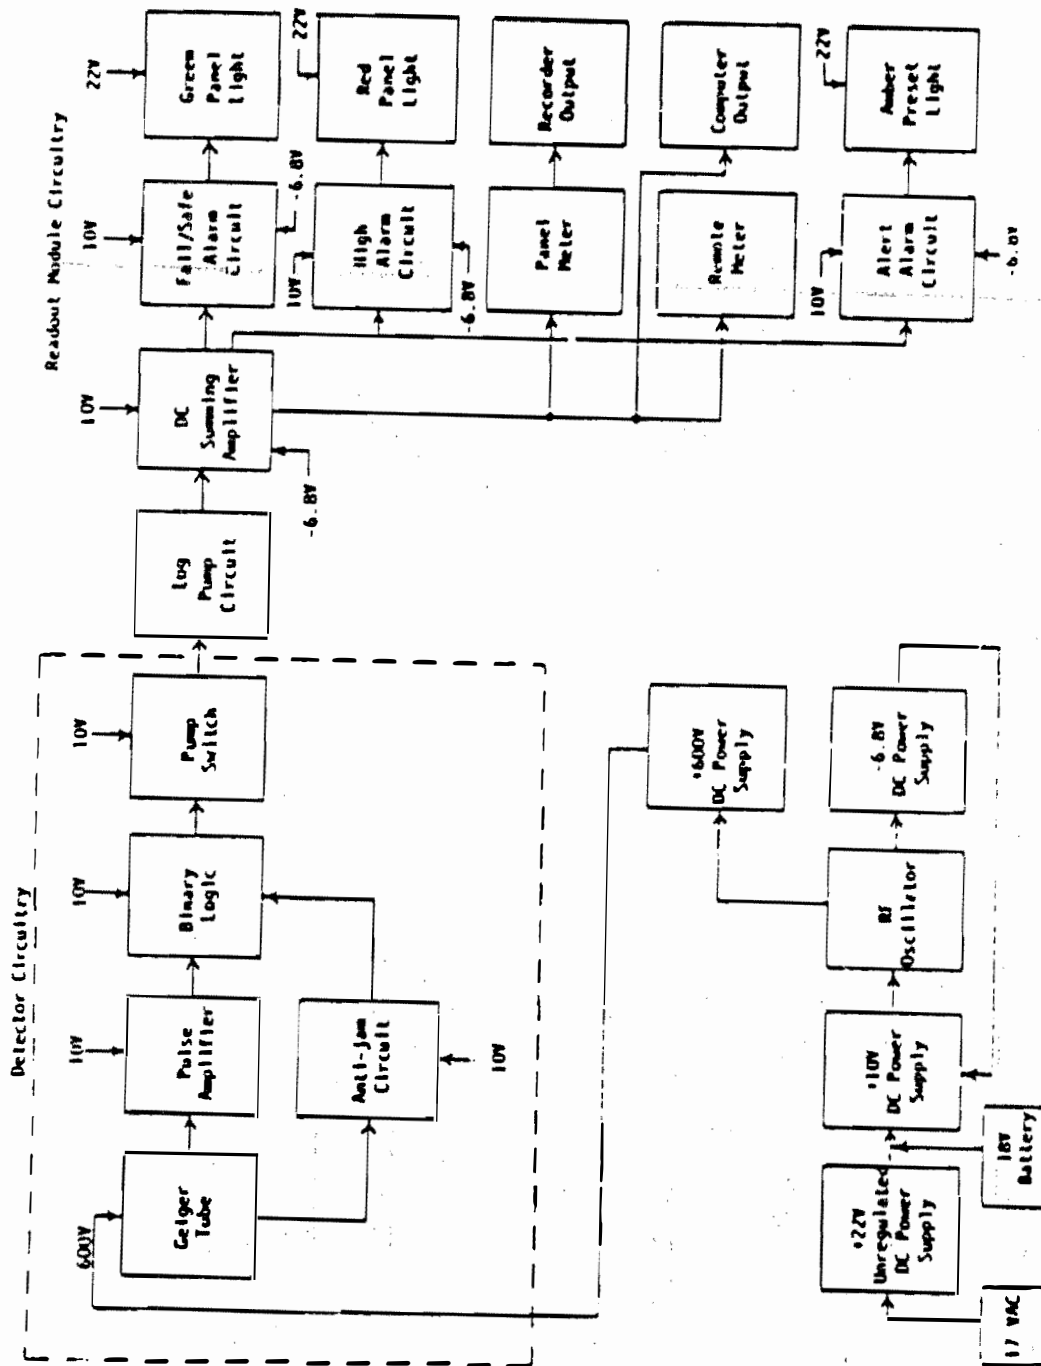 Detector Circuitry
Readout Module Circuitry
600V
10V
10V
10V
10V
10V
22V
Geiger
Tube
Pulse
Amplifier
Binary
Logic
Pump
Switch
Log
Pump
Circuit
DC
Summing
Amplifier
Fail/Safe
Alarm
Circuit
Green
Panel
Light
Anti-jam
Circuit
10V
-6.8V
-6.8V
10V
22V
High
Alarm
Circuit
Red
Panel
Light
-6.8V
Panel
Meter
Recorder
Output
Remote
Meter
Computer
Output
10V
22V
Alert
Alarm
Circuit
Amber
Preset
Light
-6.8V
+600V
DC Power
Supply
+22V
Unregulated
DC Power
Supply
+10V
DC Power
Supply
RF
Oscillator
-6.8V
DC Power
Supply
17 VAC
18V
Battery